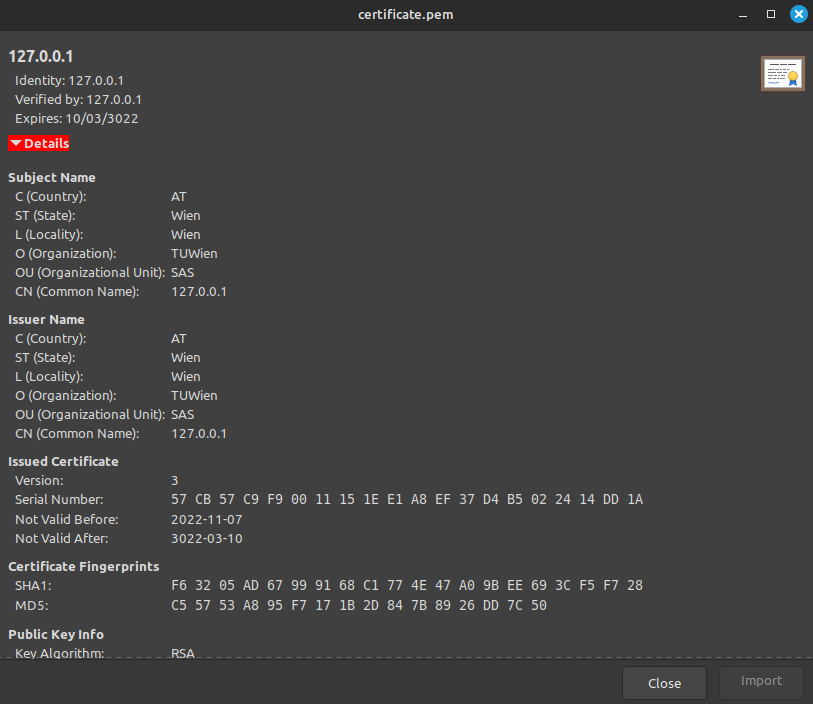 certificate.pem
127.0.0.1
Identity: 127.0.0.1
Verified by: 127.0.0.1
Expires: 10/03/3022
Details
Subject Name
C (Country): AT
ST (State): Wien
L (Locality): Wien
O (Organization): TUWien
OU (Organizational Unit): SAS
CN (Common Name): 127.0.0.1
Issuer Name
C (Country): AT
ST (State): Wien
L (Locality): Wien
O (Organization): TUWien
OU (Organizational Unit): SAS
CN (Common Name): 127.0.0.1
Issued Certificate
Version: 3
Serial Number: 57 CB 57 C9 F9 00 11 15 1E E1 A8 EF 37 D4 B5 02 24 14 DD 1A
Not Valid Before: 2022-11-07
Not Valid After: 3022-03-10
Certificate Fingerprints
SHA1: F6 32 05 AD 67 99 91 68 C1 77 4E 47 A0 9B EE 69 3C F5 F7 28
MD5: C5 57 53 A8 95 F7 17 1B 2D 84 7B 89 26 DD 7C 50
Public Key Info
Key Algorithm: RSA
Close Import